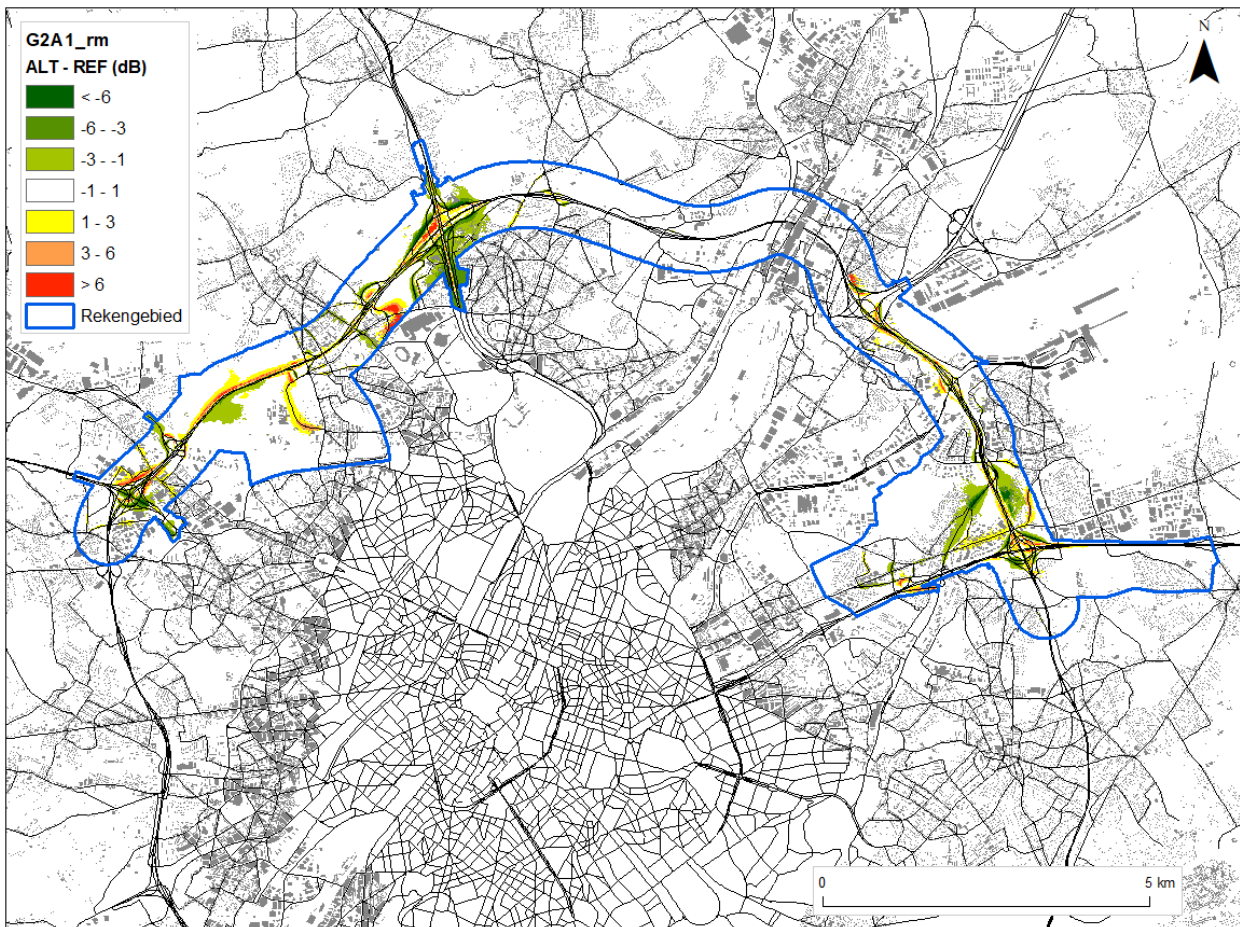 G2A1_rm
ALT - REF (dB)
< -6
-6 - -3
-3 - -1
-1 - 1
1 - 3
3 - 6
> 6
Rekengebied
N
0
5 km